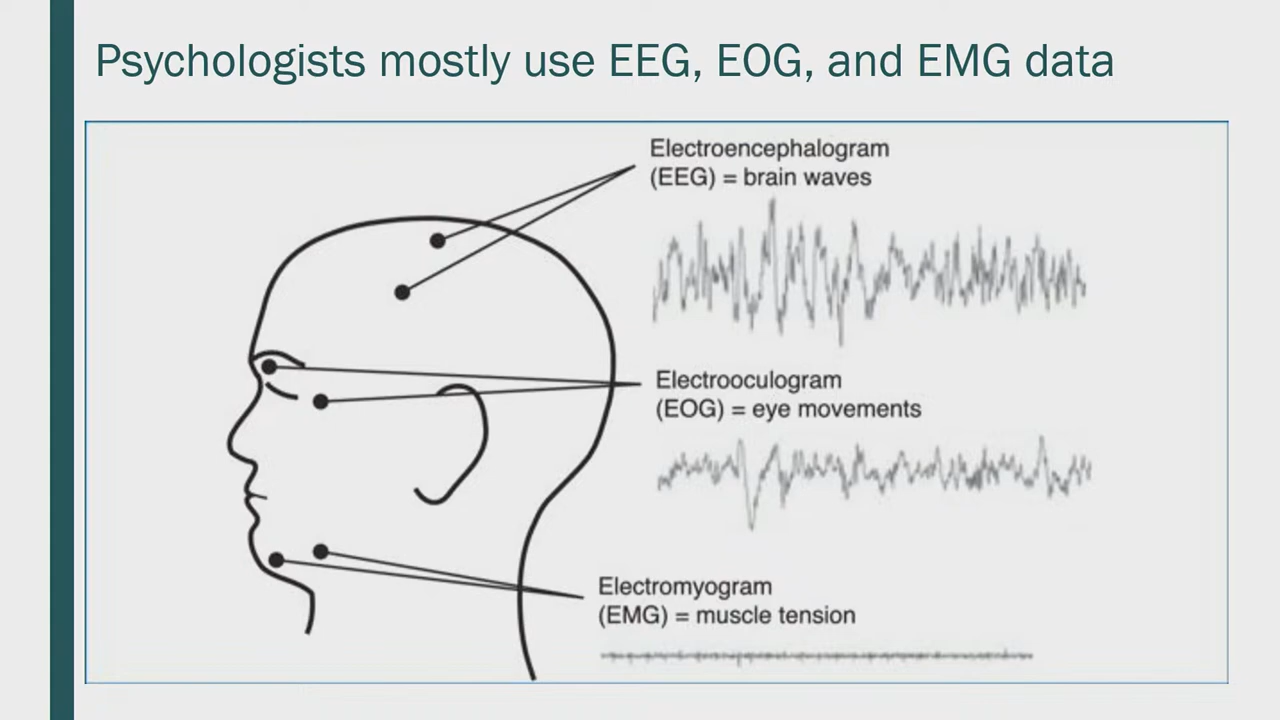 Psychologists mostly use EEG, EOG, and EMG data
Electroencephalogram
(EEG) = brain waves
Electrooculogram
(EOG) = eye movements
Electromyogram
(EMG) = muscle tension